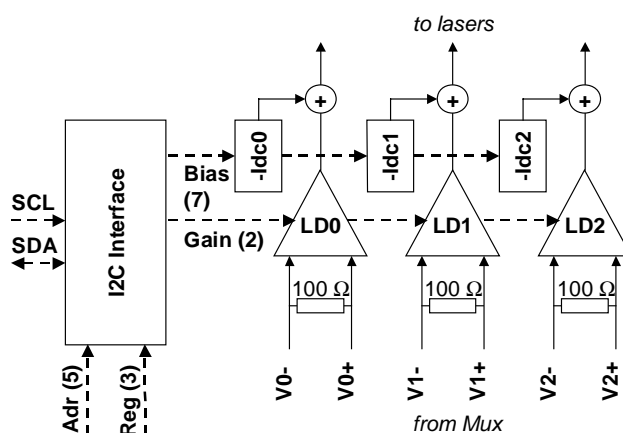 to lasers
+
+
+
-Idc0
-Idc1
-Idc2
I2C Interface
Bias
(7)
Gain (2)
SCL
SDA
LD0
LD1
LD2
100 Ω
100 Ω
100 Ω
Adr (5)
Reg (3)
V0-
V0+
V1-
V1+
V2-
V2+
from Mux